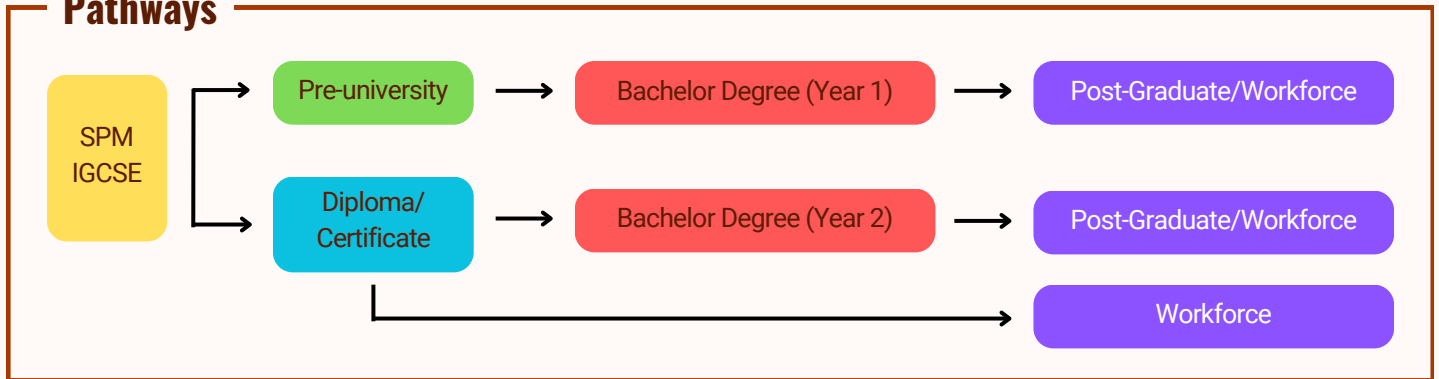 Pathways
SPM
IGCSE
Pre-university
Bachelor Degree (Year 1)
Post-Graduate/Workforce
Diploma/
Certificate
Bachelor Degree (Year 2)
Post-Graduate/Workforce
Workforce